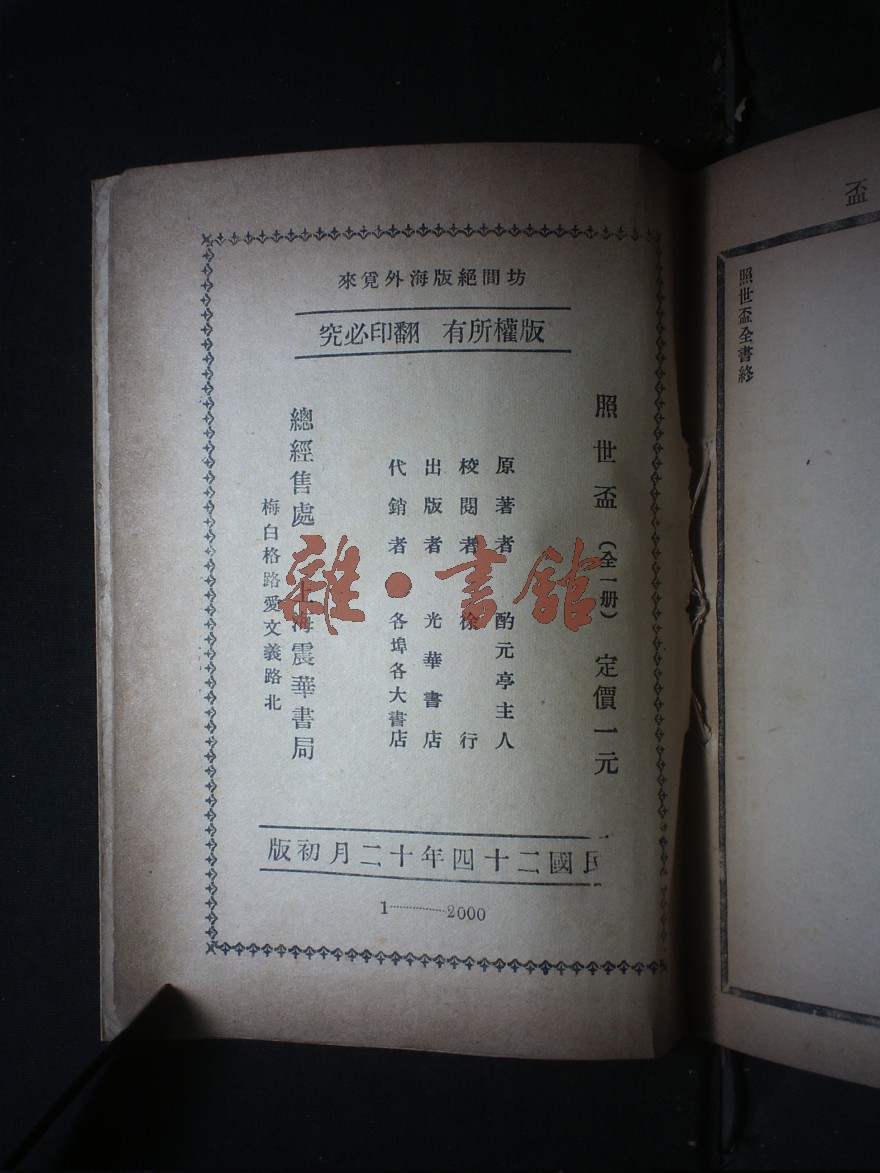 坊間絕版海外覓來
版權所有 翻印必究
照世盃（全一册） 定價一元
原著者 酌元亭主人
校閱者 徐行
出版者 光華書店
代銷者 各埠各大書店
總經售處 上海震華書局
梅白格路愛文義路北
民國二十四年十二月初版
1…………2000
雜·書館
盃
照世盃全書終